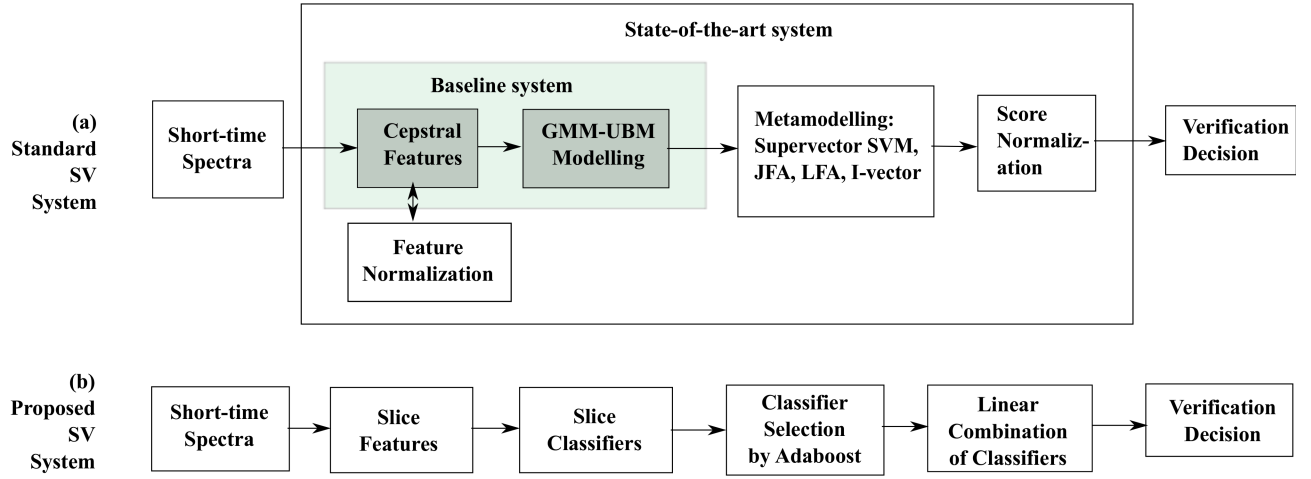 State-of-the-art system
Baseline system
(a)
Standard
SV
System
Short-time
Spectra
Cepstral
Features
GMM-UBM
Modelling
Metamodelling:
Supervector SVM,
JFA, LFA, I-vector
Score
Normaliz-
ation
Verification
Decision
Feature
Normalization
(b)
Proposed
SV
System
Short-time
Spectra
Slice
Features
Slice
Classifiers
Classifier
Selection
by Adaboost
Linear
Combination
of Classifiers
Verification
Decision